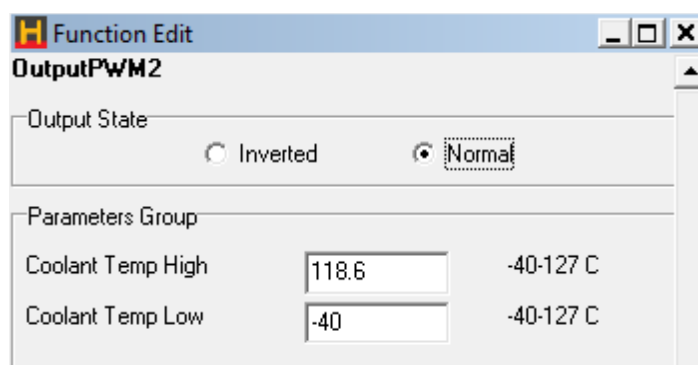 H Function Edit
OutputPWM2
Output State
Inverted Normal
Parameters Group
Coolant Temp High 118.6 -40-127 C
Coolant Temp Low -40 -40-127 C